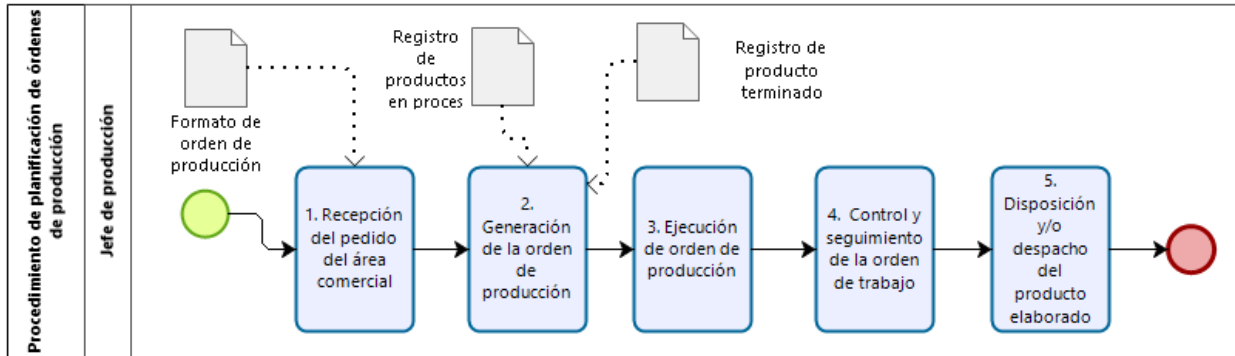 Procedimiento de planificación de órdenes
de producción
Jefe de producción
Formato de
orden de
producción
Registro
de
productos
en proces
Registro de
producto
terminado
1. Recepción
del pedido
del área
comercial
2.
Generación
de la orden
de
producción
3. Ejecución
de orden de
producción
4. Control y
seguimiento
de la orden
de trabajo
5.
Disposición
y/o
despacho
del
producto
elaborado